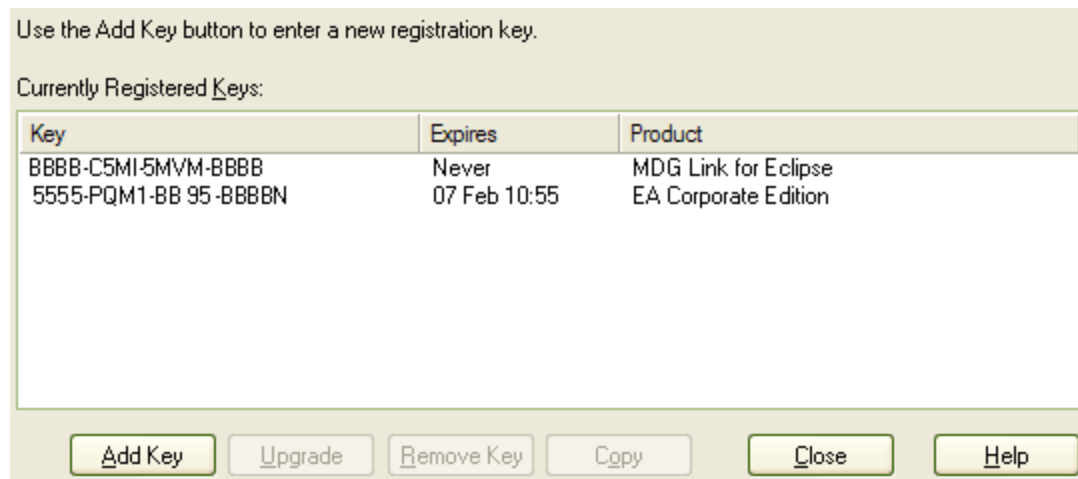 Use the Add Key button to enter a new registration key.
Currently Registered Keys:
Key Expires Product
BBBB-C5MI-5MVM-BBBB Never MDG Link for Eclipse
5555-PQM1-BB 95-BBBBN 07 Feb 10:55 EA Corporate Edition
Add Key Upgrade Remove Key Copy Close Help